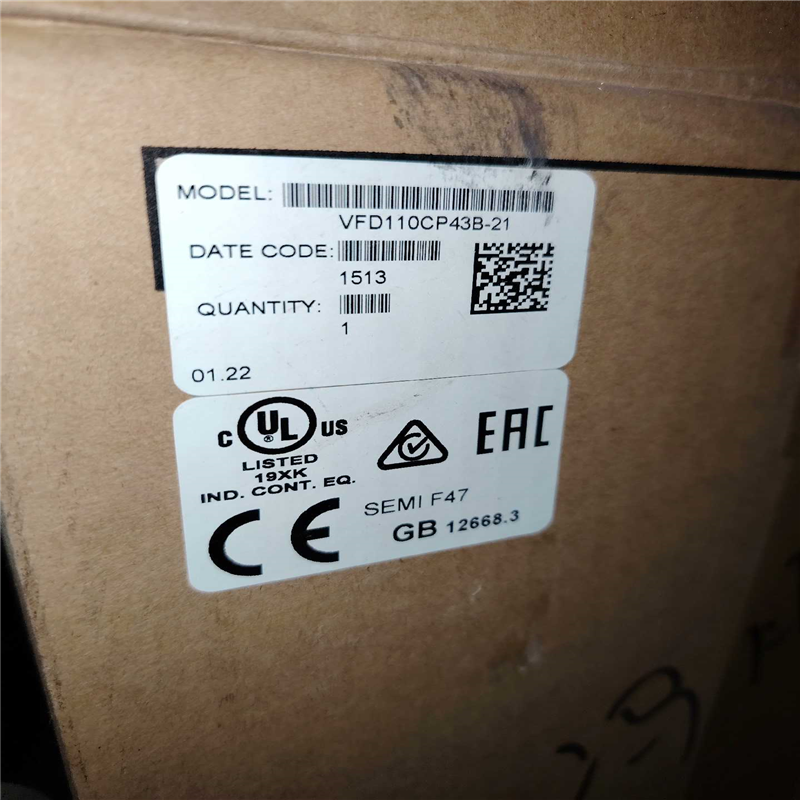 MODEL:
VFD110CP43B-21
DATE CODE:
1513
QUANTITY:
1
01.22
C UL US
®
LISTED
19XK
IND. CONT. EQ.
EAC
SEMI F47
CE
GB 12668.3